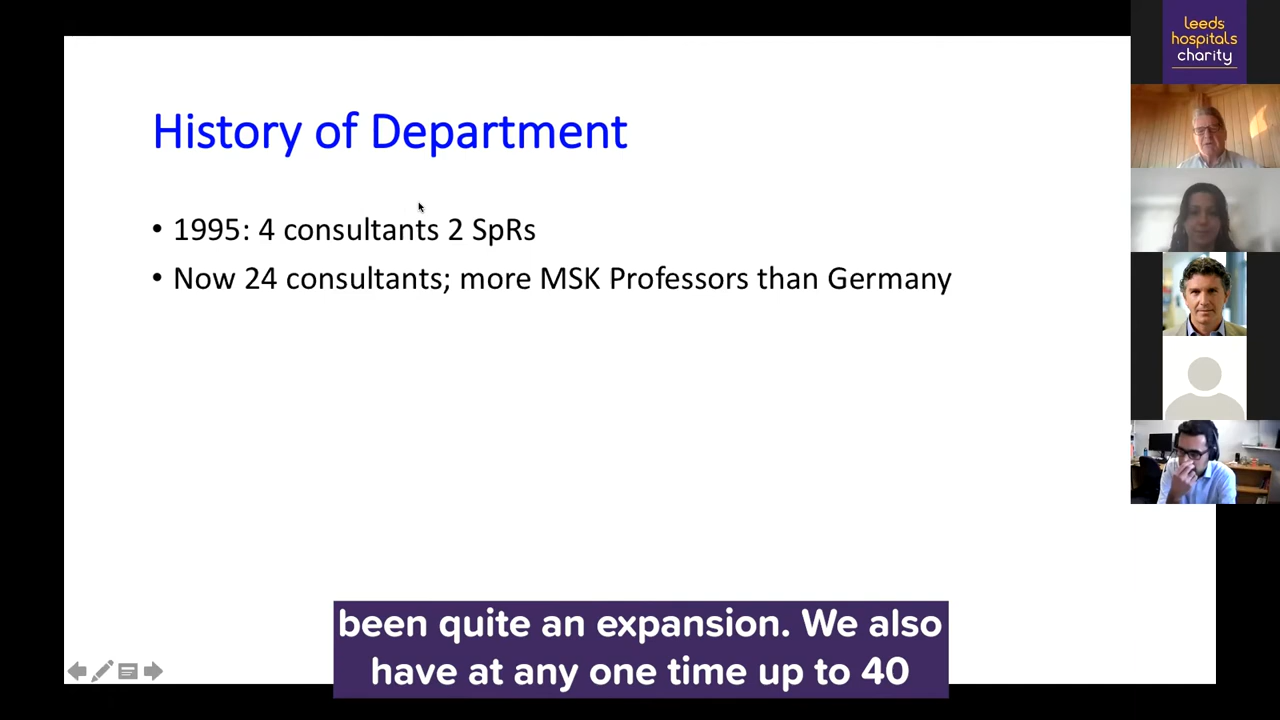 History of Department
• 1995: 4 consultants 2 SpRs
• Now 24 consultants; more MSK Professors than Germany
leeds
hospitals
charity
been quite an expansion. We also
have at any one time up to 40